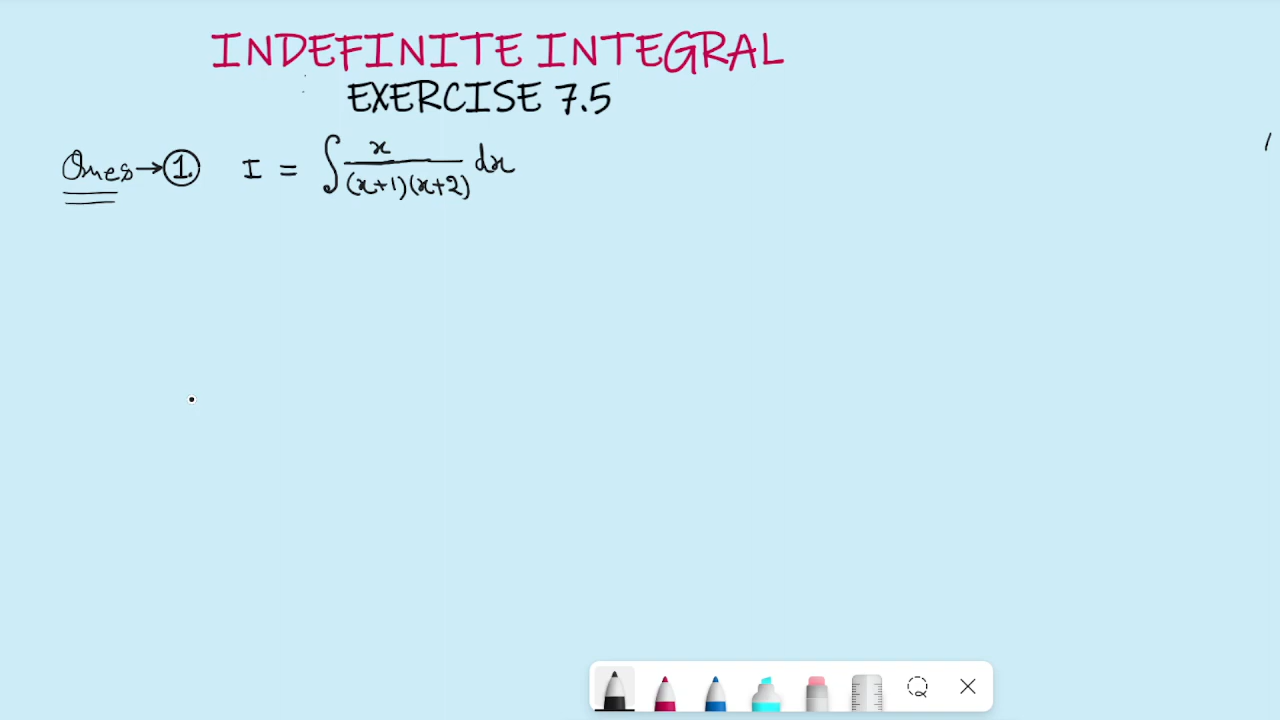 INDEFINITE INTEGRAL
EXERCISE 7.5
Ques → ①. I = ∫ x/((x+1)(x+2)) dx